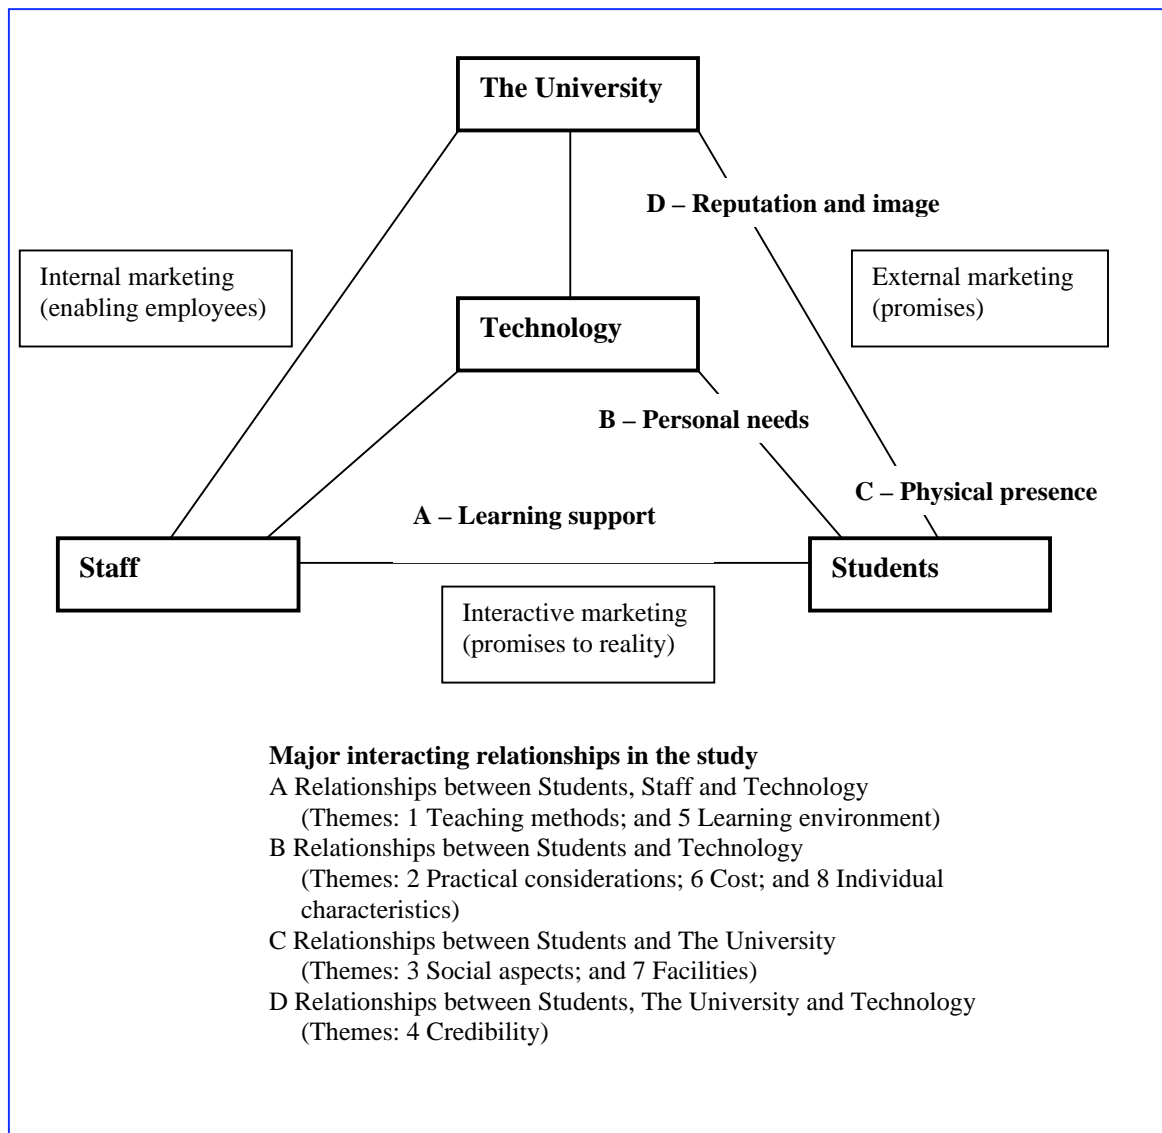 The University
D – Reputation and image
Internal marketing
(enabling employees)
External marketing
(promises)
Technology
B – Personal needs
C – Physical presence
A – Learning support
Staff
Students
Interactive marketing
(promises to reality)
Major interacting relationships in the study
A Relationships between Students, Staff and Technology
(Themes: 1 Teaching methods; and 5 Learning environment)
B Relationships between Students and Technology
(Themes: 2 Practical considerations; 6 Cost; and 8 Individual
characteristics)
C Relationships between Students and The University
(Themes: 3 Social aspects; and 7 Facilities)
D Relationships between Students, The University and Technology
(Themes: 4 Credibility)